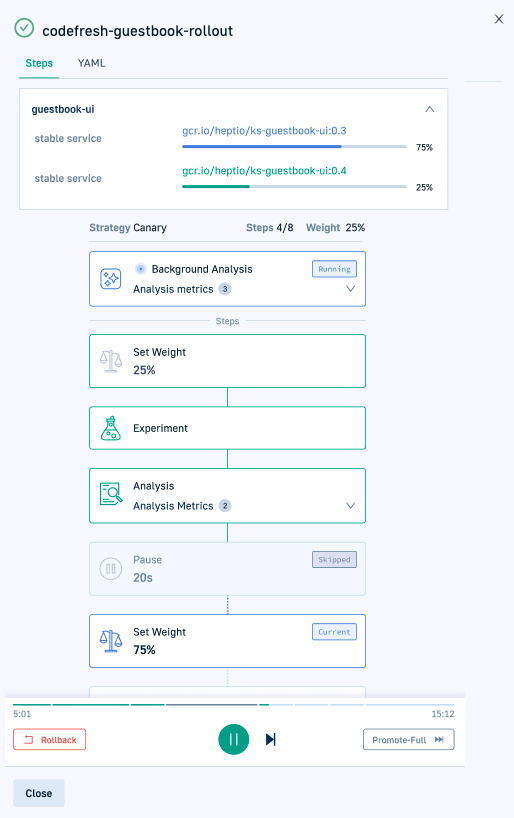 codefresh-guestbook-rollout
Steps YAML
guestbook-ui
stable service gcr.io/heptio/ks-guestbook-ui:0.3
75%
stable service gcr.io/heptio/ks-guestbook-ui:0.4
25%
Strategy Canary Steps 4/8 Weight 25%
Background Analysis Running
Analysis metrics 3
Steps
Set Weight
25%
Experiment
Analysis
Analysis Metrics 2
Pause Skipped
20s
Set Weight Current
75%
5:01 15:12
Rollback Promote-Full
Close